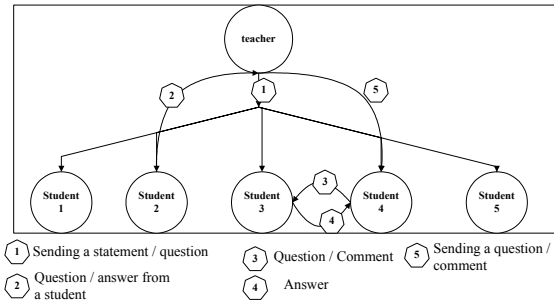 teacher
2
1
5
Student
1
Student
2
Student
3
3
4
Student
4
Student
5
1 Sending a statement / question
2 Question / answer from
a student
3 Question / Comment
4 Answer
5 Sending a question /
comment